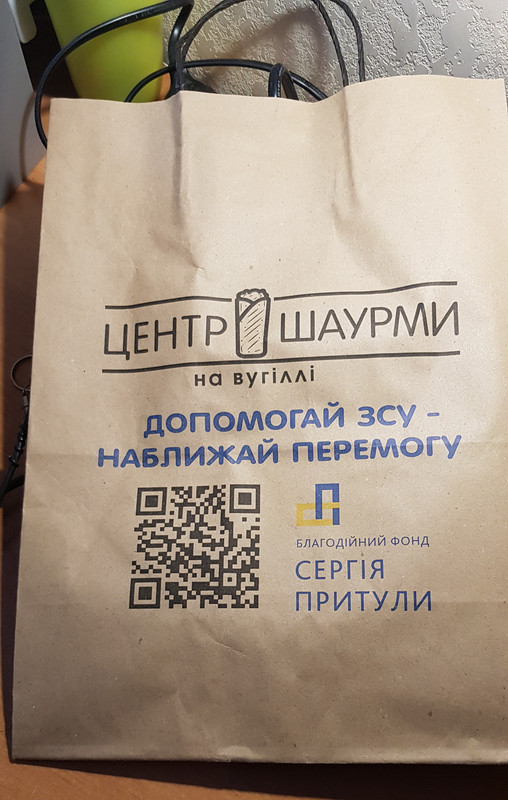 ЦЕНТР ШАУРМИ
на вугіллі
ДОПОМОГАЙ ЗСУ –
НАБЛИЖАЙ ПЕРЕМОГУ
БЛАГОДІЙНИЙ ФОНД
СЕРГІЯ
ПРИТУЛИ